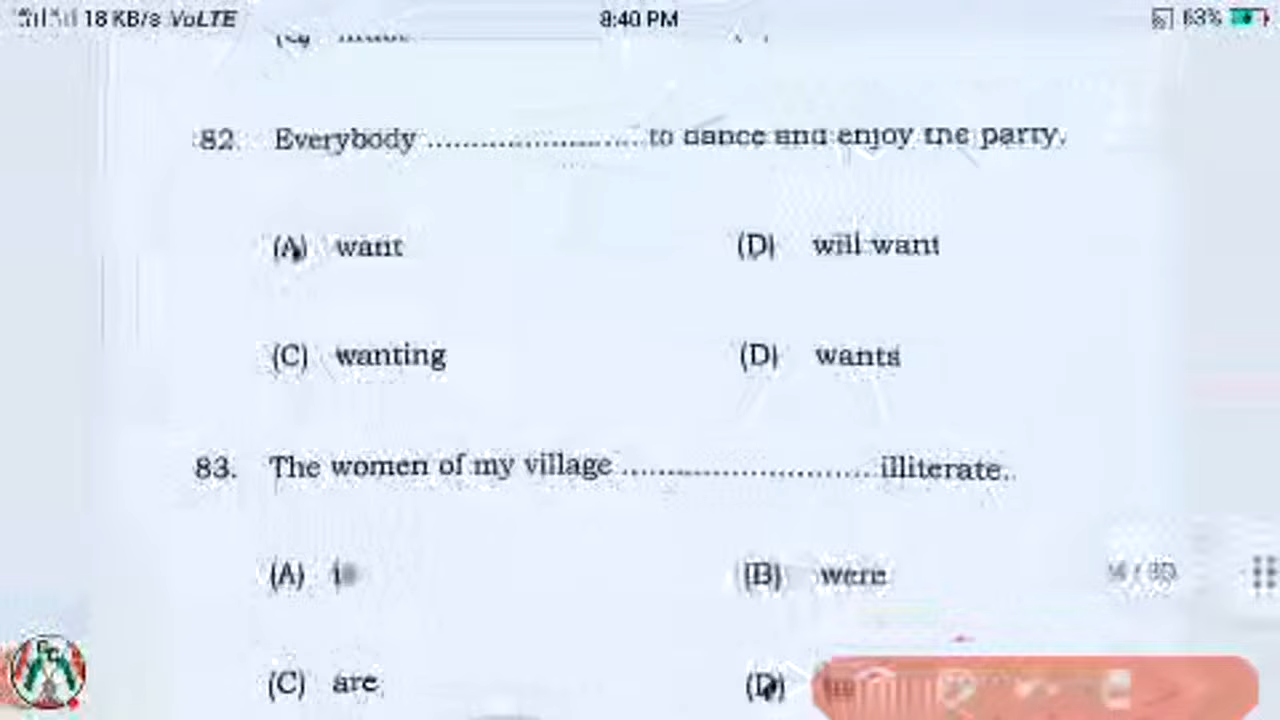 18 KB/s VoLTE 8:40 PM 63%
82. Everybody ........................... to dance and enjoy the party.
(A) want (D) will want
(C) wanting (D) wants
83. The women of my village ............................ illiterate.
(A) (B) were
(C) are (D)